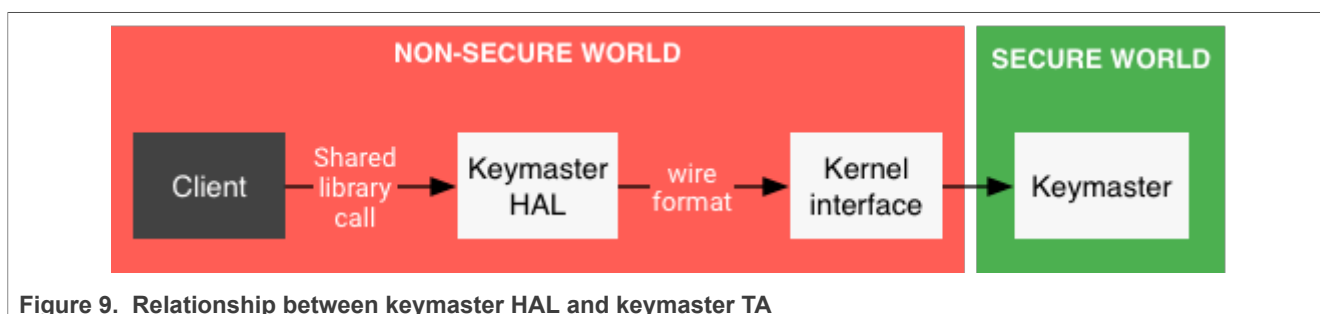 NON-SECURE WORLD
SECURE WORLD
Client
Shared
library
call
Keymaster
HAL
wire
format
Kernel
interface
Keymaster
Figure 9. Relationship between keymaster HAL and keymaster TA